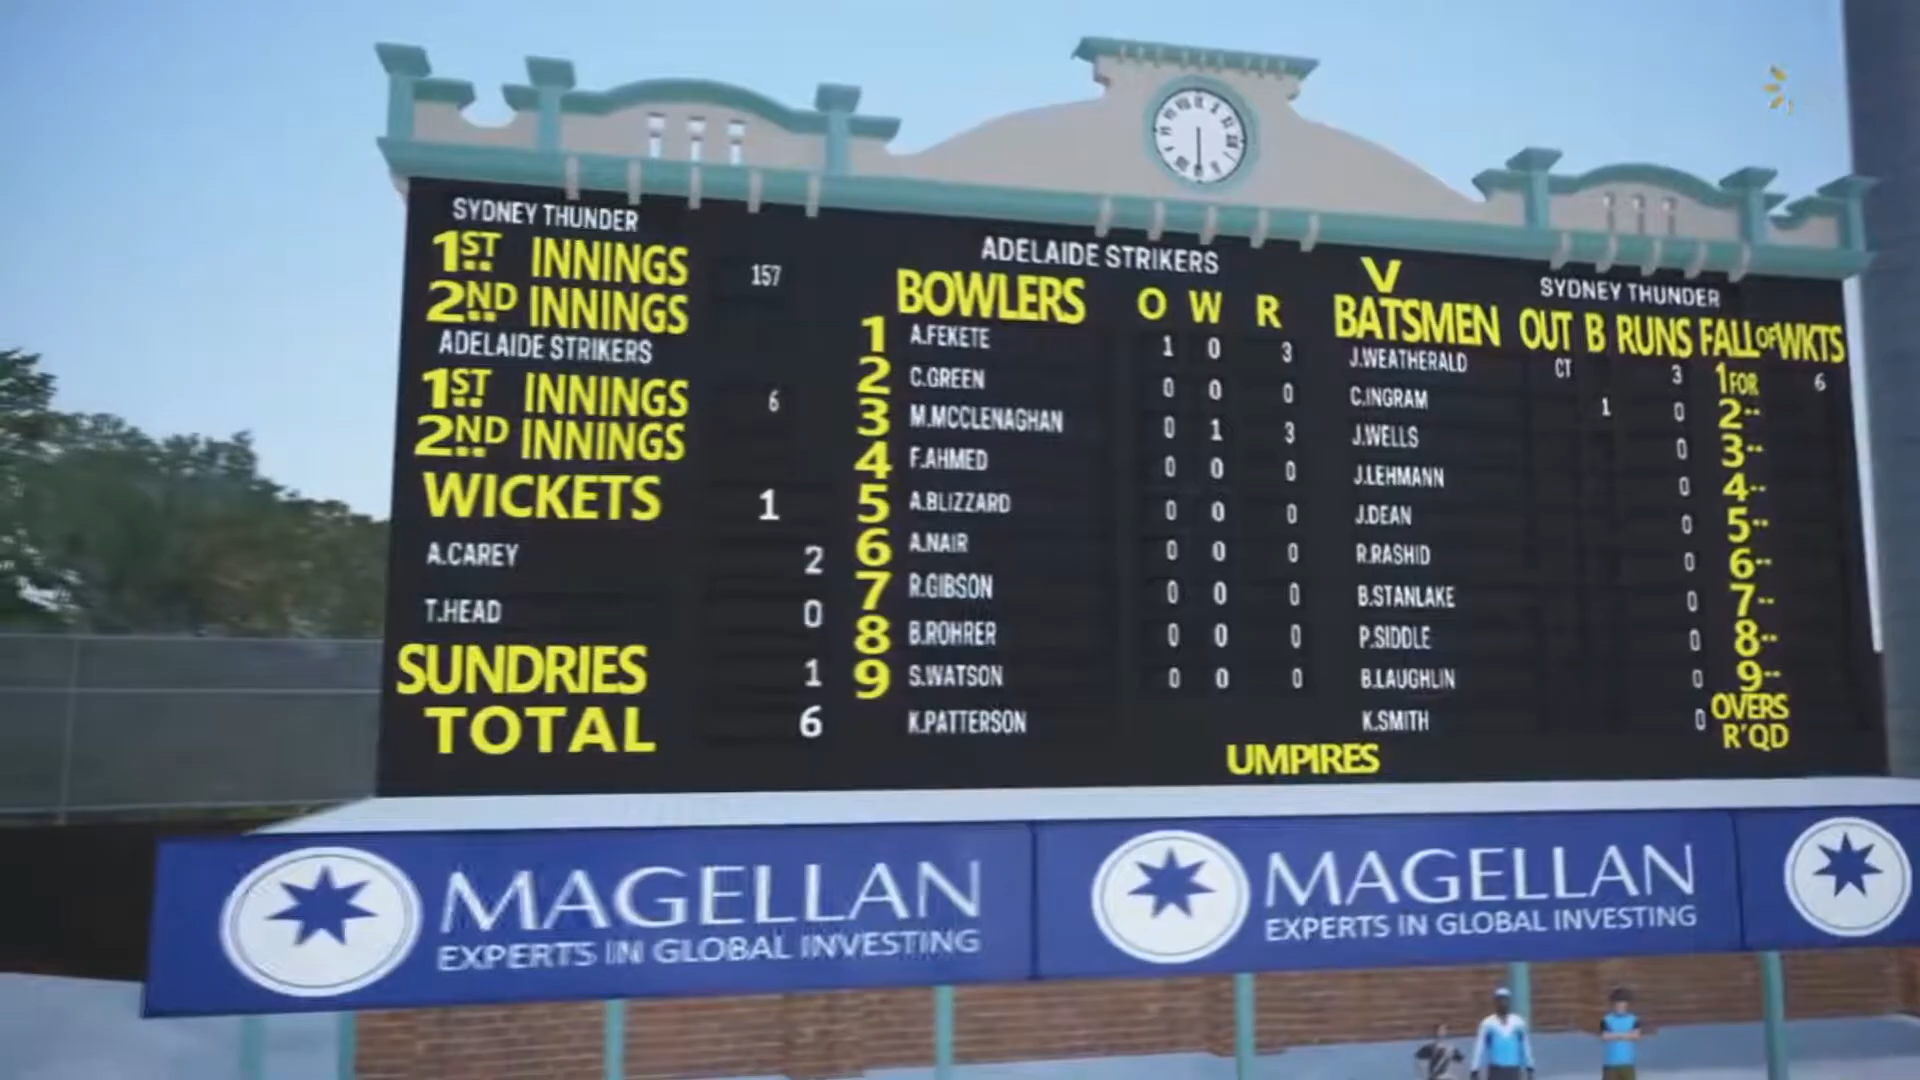 SYDNEY THUNDER
1ST INNINGS 157
2ND INNINGS
ADELAIDE STRIKERS
1ST INNINGS 6
2ND INNINGS
WICKETS 1
A.CAREY 2
T.HEAD 0
SUNDRIES 1
TOTAL 6
ADELAIDE STRIKERS
BOWLERS O W R
1 A.FEKETE 1 0 3
2 C.GREEN 0 0 0
3 M.MCCLENAGHAN 0 1 3
4 F.AHMED 0 0 0
5 A.BLIZZARD 0 0 0
6 A.NAIR 0 0 0
7 R.GIBSON 0 0 0
8 B.ROHRER 0 0 0
9 S.WATSON 0 0 0
K.PATTERSON
V
SYDNEY THUNDER
BATSMEN OUT B RUNS FALL OF WKTS
J.WEATHERALD CT 3 1 FOR 6
C.INGRAM 1 0 2--
J.WELLS 0 3--
J.LEHMANN 0 4--
J.DEAN 0 5--
R.RASHID 0 6--
B.STANLAKE 0 7--
P.SIDDLE 0 8--
B.LAUGHLIN 0 9--
K.SMITH 0 OVERS
R'QD
UMPIRES
MAGELLAN
EXPERTS IN GLOBAL INVESTING
MAGELLAN
EXPERTS IN GLOBAL INVESTING